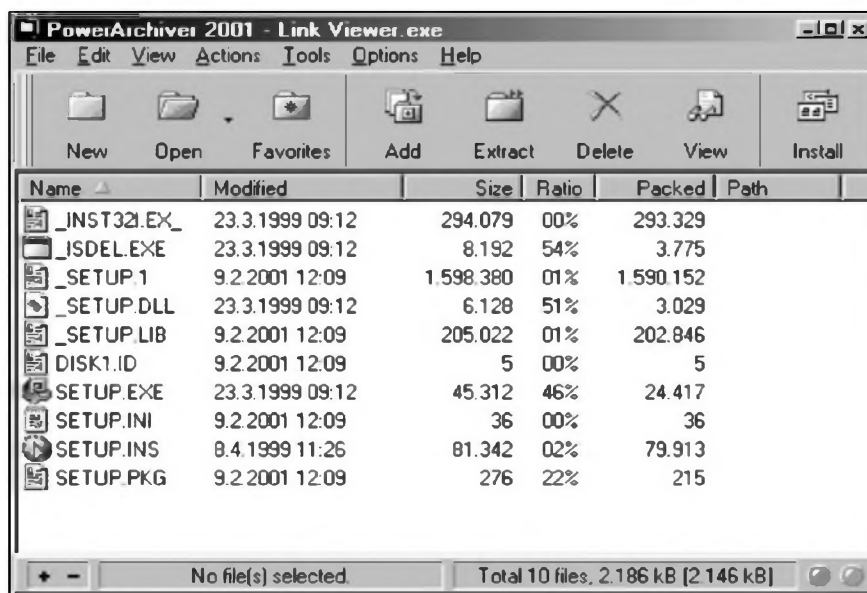 PowerArchiver 2001 - Link Viewer.exe
File Edit View Actions Tools Options Help
New Open Favorites Add Extract Delete View Install
Name Modified Size Ratio Packed Path
_INST32I.EX_ 23.3.1999 09:12 294.079 00% 293.329
_ISDEL.EXE 23.3.1999 09:12 8.192 54% 3.775
_SETUP.1 9.2.2001 12:09 1.598.380 01% 1.590.152
_SETUP.DLL 23.3.1999 09:12 6.128 51% 3.029
_SETUP.LIB 9.2.2001 12:09 205.022 01% 202.846
DISK1.ID 9.2.2001 12:09 5 00% 5
SETUP.EXE 23.3.1999 09:12 45.312 46% 24.417
SETUP.INI 9.2.2001 12:09 36 00% 36
SETUP.INS 8.4.1999 11:26 81.342 02% 79.913
SETUP.PKG 9.2.2001 12:09 276 22% 215
No file(s) selected. Total 10 files, 2.186 kB (2.146 kB)